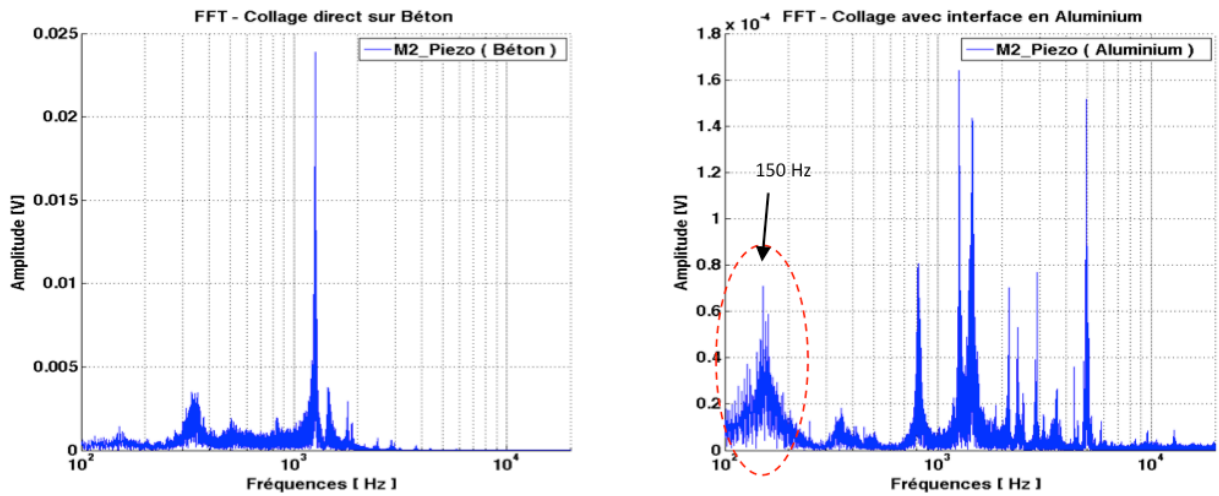 FFT - Collage direct sur Béton
0.025
0.02
0.015
0.01
0.005
0
Amplitude [V]
M2_Piezo ( Béton )
10^2
10^3
10^4
Fréquences [ Hz ]
FFT - Collage avec interface en Aluminium
x 10^-4
1.8
1.6
1.4
1.2
1
0.8
0.6
0.4
0.2
0
Amplitude [V]
M2_Piezo ( Aluminium )
150 Hz
10^2
10^3
10^4
Fréquences [ Hz ]